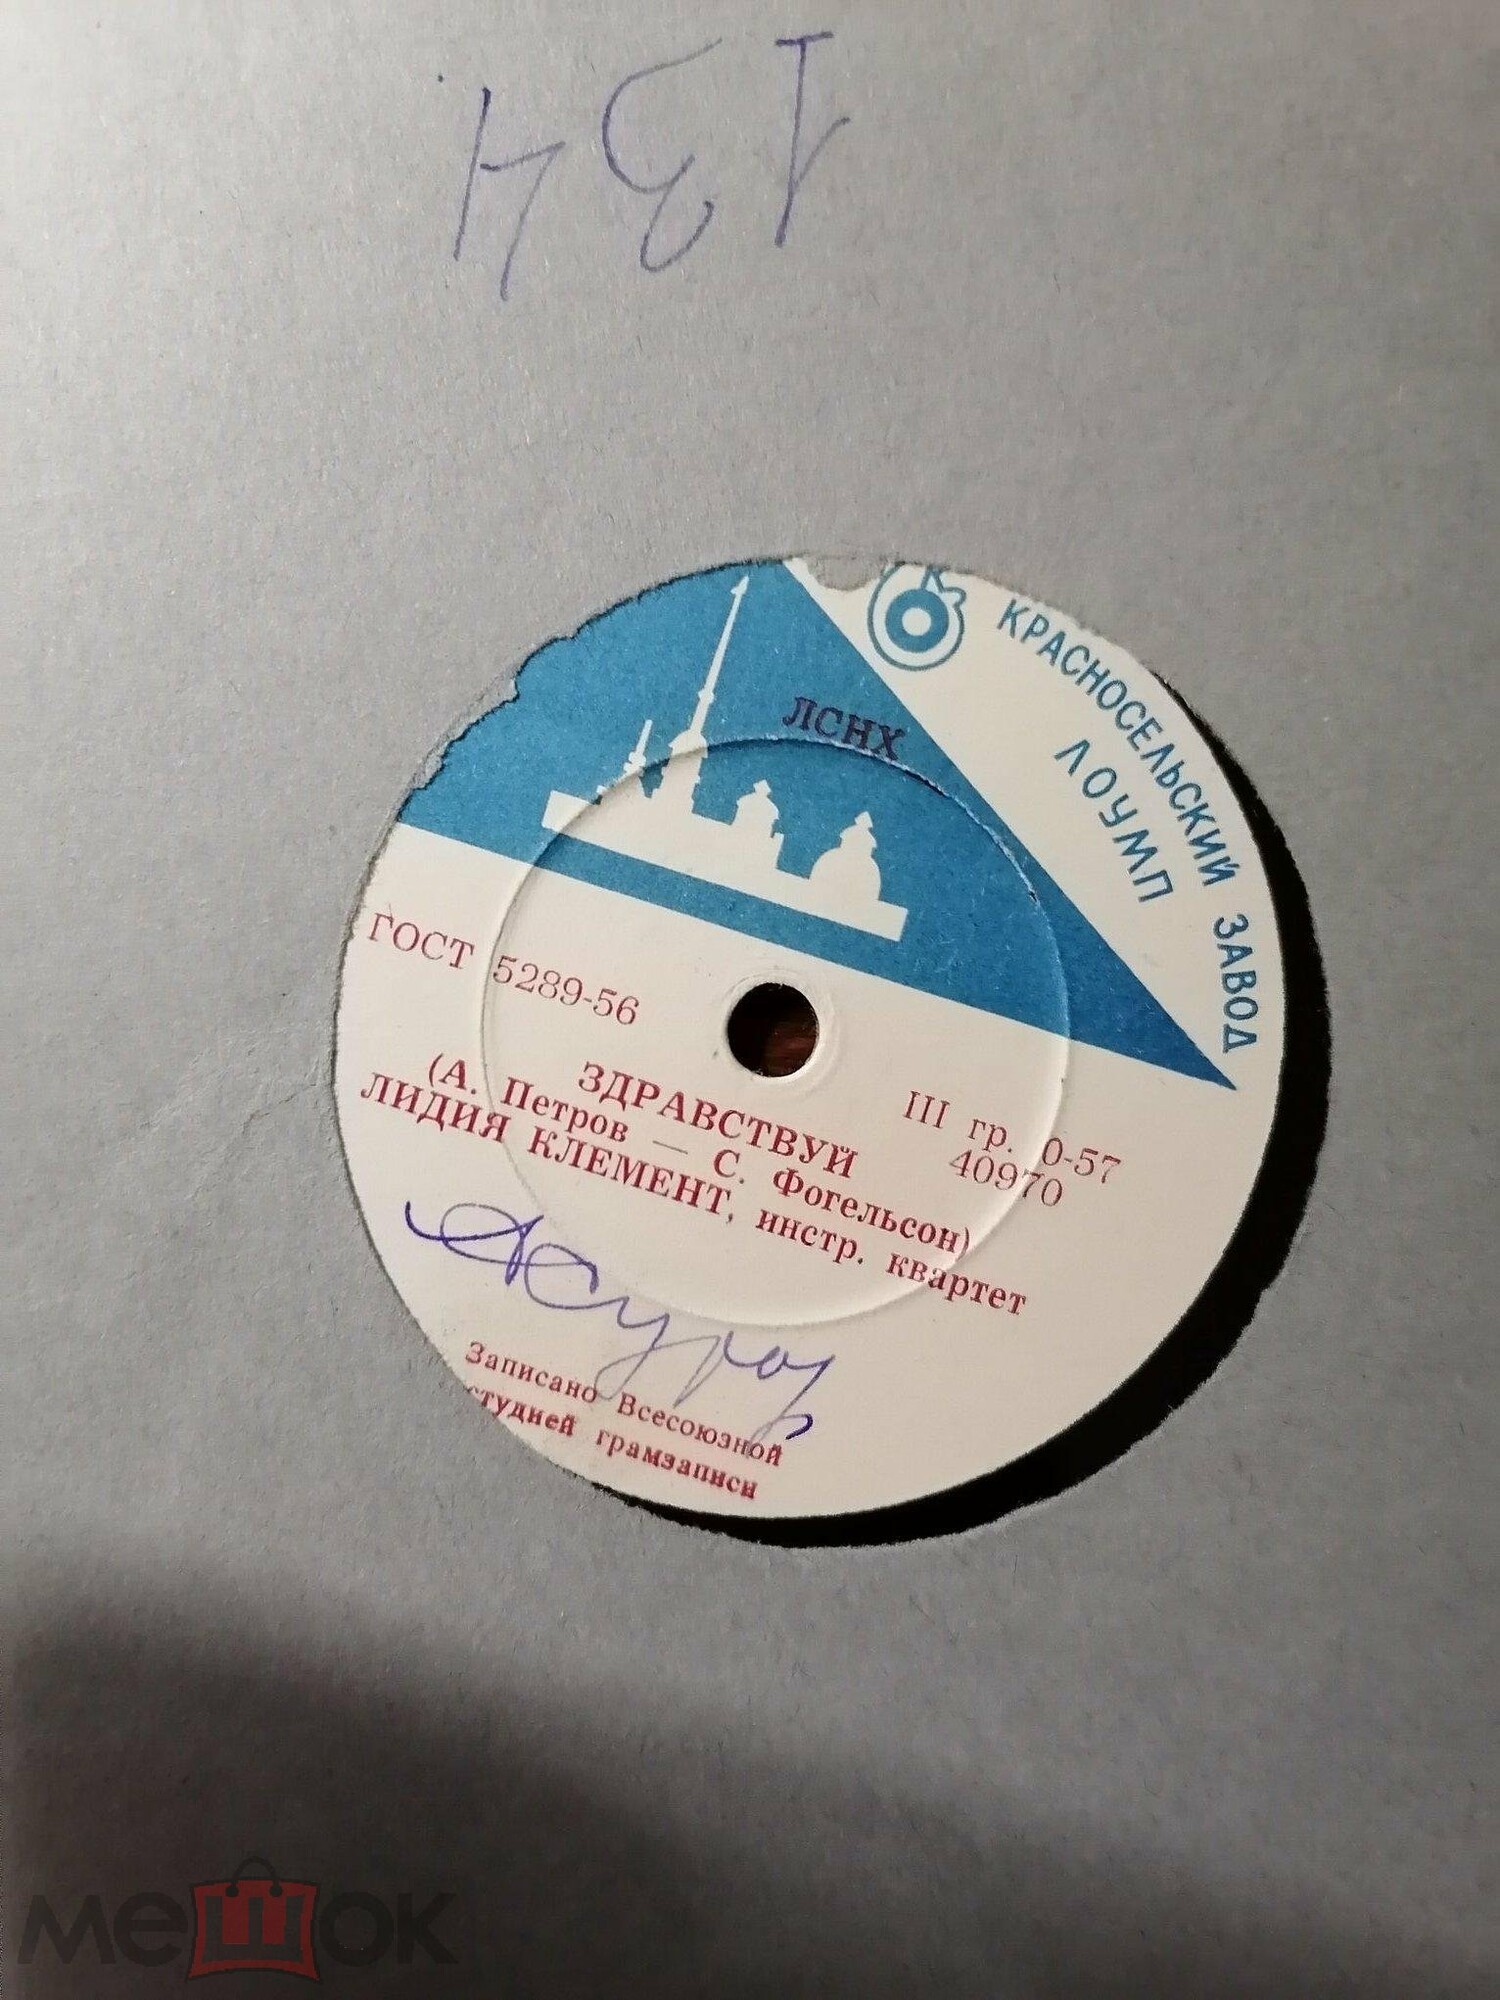 134
КРАСНОСЕЛЬСКИЙ ЗАВОД
ЛОУМП
ЛСНХ
ГОСТ 5289-56
III гр. 0-57
40970
ЗДРАВСТВУЙ
(А. Петров — С. Фогельсон)
ЛИДИЯ КЛЕМЕНТ, инстр. квартет
Записано Всесоюзной
студией грамзаписи
мешок